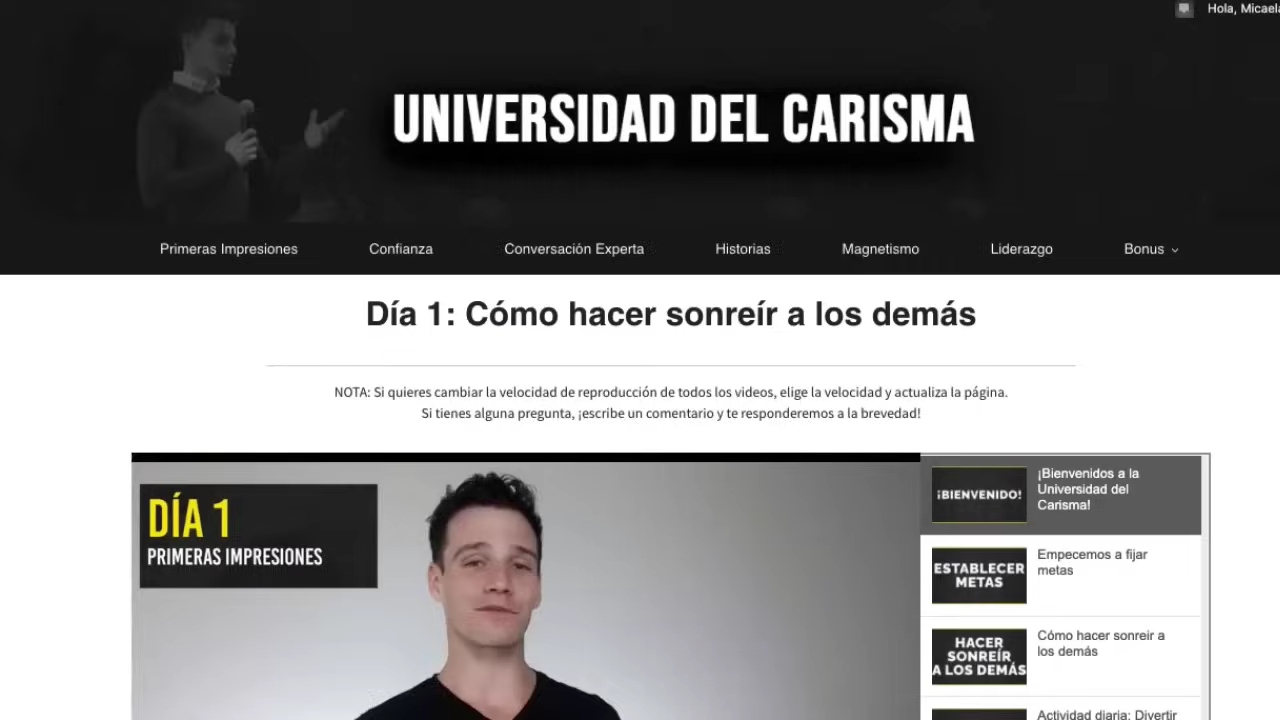 Hola, Micaela
UNIVERSIDAD DEL CARISMA
Primeras Impresiones
Confianza
Conversación Experta
Historias
Magnetismo
Liderazgo
Bonus
Día 1: Cómo hacer sonreír a los demás
NOTA: Si quieres cambiar la velocidad de reproducción de todos los videos, elige la velocidad y actualiza la página.
Si tienes alguna pregunta, ¡escribe un comentario y te responderemos a la brevedad!
DÍA 1
PRIMERAS IMPRESIONES
¡BIENVENIDO!
¡Bienvenidos a la
Universidad del
Carisma!
ESTABLECER
METAS
Empecemos a fijar
metas
HACER
SONREÍR
A LOS DEMÁS
Cómo hacer sonreir a
los demás
Actividad diaria: Divertir